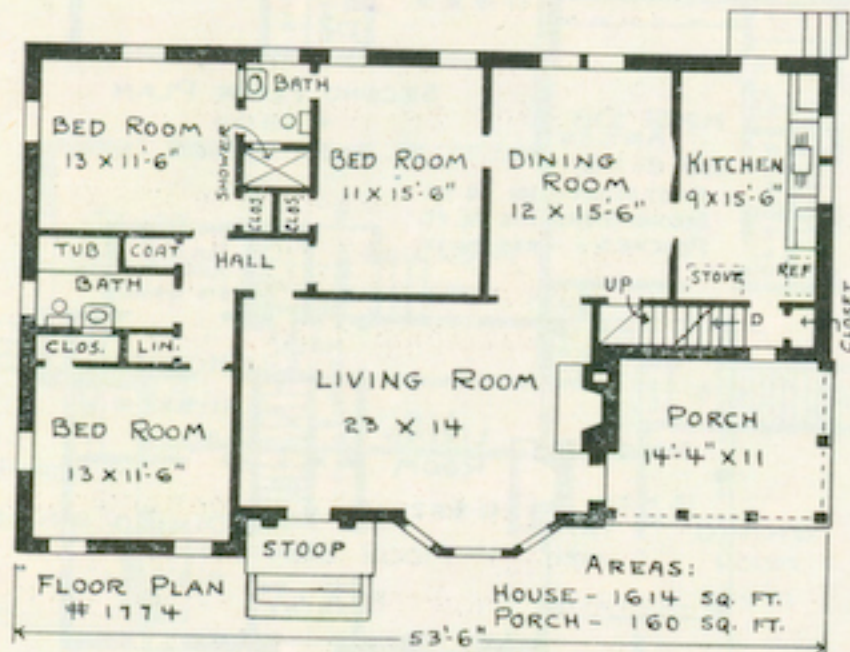 BATH
BED ROOM
13 X 11'-6"
SHOWER
BED ROOM
11 X 15'-6"
DINING
ROOM
12 X 15'-6"
KITCHEN
9 X 15'-6"
CLOS.
CLOS.
TUB
COAT
HALL
BATH
STOVE
REF
UP
D
CLOSET
CLOS.
LIN.
LIVING ROOM
23 X 14
PORCH
14'-4" X 11
BED ROOM
13 X 11'-6"
STOOP
FLOOR PLAN
# 1774
AREAS:
HOUSE - 1614 SQ. FT.
PORCH - 160 SQ. FT.
53'-6"